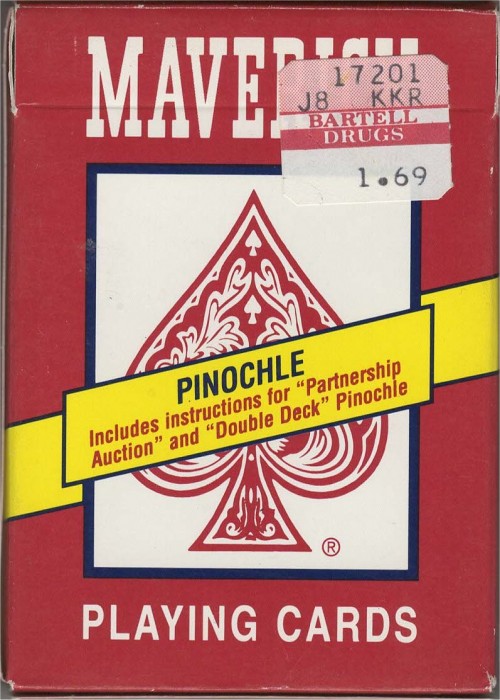 MAVERICK
17201
J8 KKR
BARTELL
DRUGS
1.69
PINOCHLE
Includes instructions for “Partnership
Auction” and “Double Deck” Pinochle
®
PLAYING CARDS